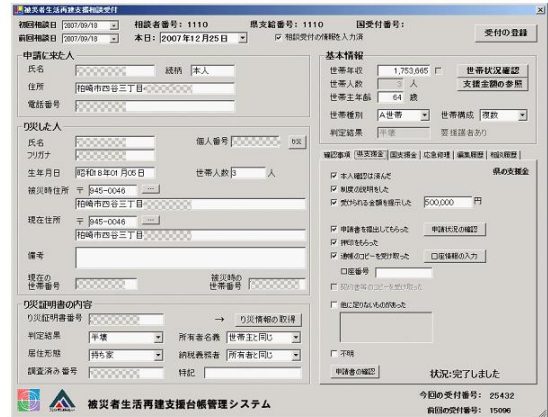 被災者生活再建支援相談受付
初回相談日 2007/09/18 相談者番号: 1110 県支給番号: 1110 国受付番号:
前回相談日 2007/09/18 本日: 2007年12月25日 相談受付の情報を入力済 受付の登録
申請に来た人
氏名 続柄 本人
住所 柏崎市四谷三丁目
電話番号
り災した人
氏名 個人番号
フリガナ
生年月日 昭和18年01月05日 世帯人数 3 人
被災時住所 〒 945-0046 ...
柏崎市四谷三丁目
現在住所 〒 945-0046 ...
柏崎市四谷三丁目
備考
現在の世帯番号 被災時の世帯番号
り災証明書の内容
り災証明書番号 → り災情報の取得
判定結果 半壊 所有者名義 世帯主と同じ
居住形態 持ち家 納税義務者 所有者と同じ
調査済み番号 特記
基本情報
世帯年収 1,753,665 円 世帯状況確認
世帯人数 3 人 支援金額の参照
世帯主年齢 64 歳
世帯種別 A世帯 世帯構成 複数
判定結果 半壊 要援護者あり
確認事項 県支援金 国支援金 応急修理 編集履歴 相談履歴
本人確認は済んだ 県の支援金
制度の説明をした
受けられる金額を提示した 500,000 円
申請書を提出してもらった 申請状況の確認
押印をもらった
通帳のコピーを受け取った 口座情報の入力
口座番号
契約書等のコピーを受け取った
他に足りないものがあった
不明
申請書の確認 状況:完了しました
被災者生活再建支援台帳管理システム
今回の受付番号: 25432
前回の受付番号: 15096